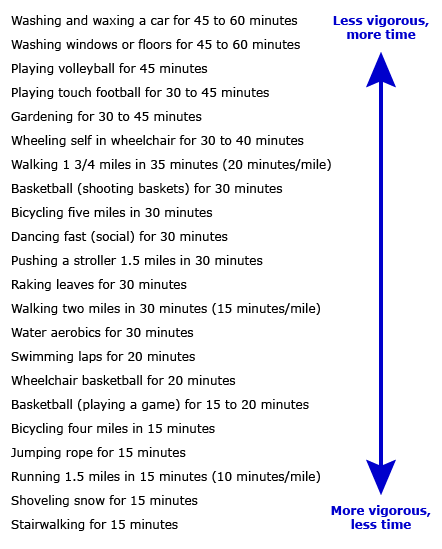 Washing and waxing a car for 45 to 60 minutes
Washing windows or floors for 45 to 60 minutes
Playing volleyball for 45 minutes
Playing touch football for 30 to 45 minutes
Gardening for 30 to 45 minutes
Wheeling self in wheelchair for 30 to 40 minutes
Walking 1 3/4 miles in 35 minutes (20 minutes/mile)
Basketball (shooting baskets) for 30 minutes
Bicycling five miles in 30 minutes
Dancing fast (social) for 30 minutes
Pushing a stroller 1.5 miles in 30 minutes
Raking leaves for 30 minutes
Walking two miles in 30 minutes (15 minutes/mile)
Water aerobics for 30 minutes
Swimming laps for 20 minutes
Wheelchair basketball for 20 minutes
Basketball (playing a game) for 15 to 20 minutes
Bicycling four miles in 15 minutes
Jumping rope for 15 minutes
Running 1.5 miles in 15 minutes (10 minutes/mile)
Shoveling snow for 15 minutes
Stairwalking for 15 minutes
Less vigorous,
more time
More vigorous,
less time